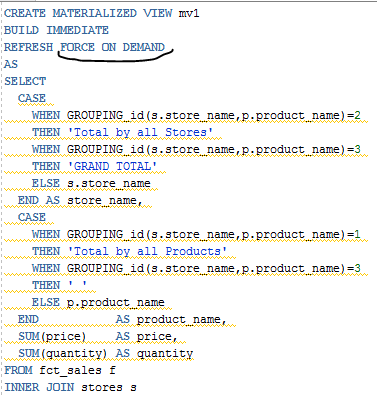 CREATE MATERIALIZED VIEW mv1
BUILD IMMEDIATE
REFRESH FORCE ON DEMAND
AS
SELECT
CASE
WHEN GROUPING_id(s.store_name,p.product_name)=2
THEN 'Total by all Stores'
WHEN GROUPING_id(s.store_name,p.product_name)=3
THEN 'GRAND TOTAL'
ELSE s.store_name
END AS store_name,
CASE
WHEN GROUPING_id(s.store_name,p.product_name)=1
THEN 'Total by all Products'
WHEN GROUPING_id(s.store_name,p.product_name)=3
THEN ' '
ELSE p.product_name
END AS product_name,
SUM(price) AS price,
SUM(quantity) AS quantity
FROM fct_sales f
INNER JOIN stores s